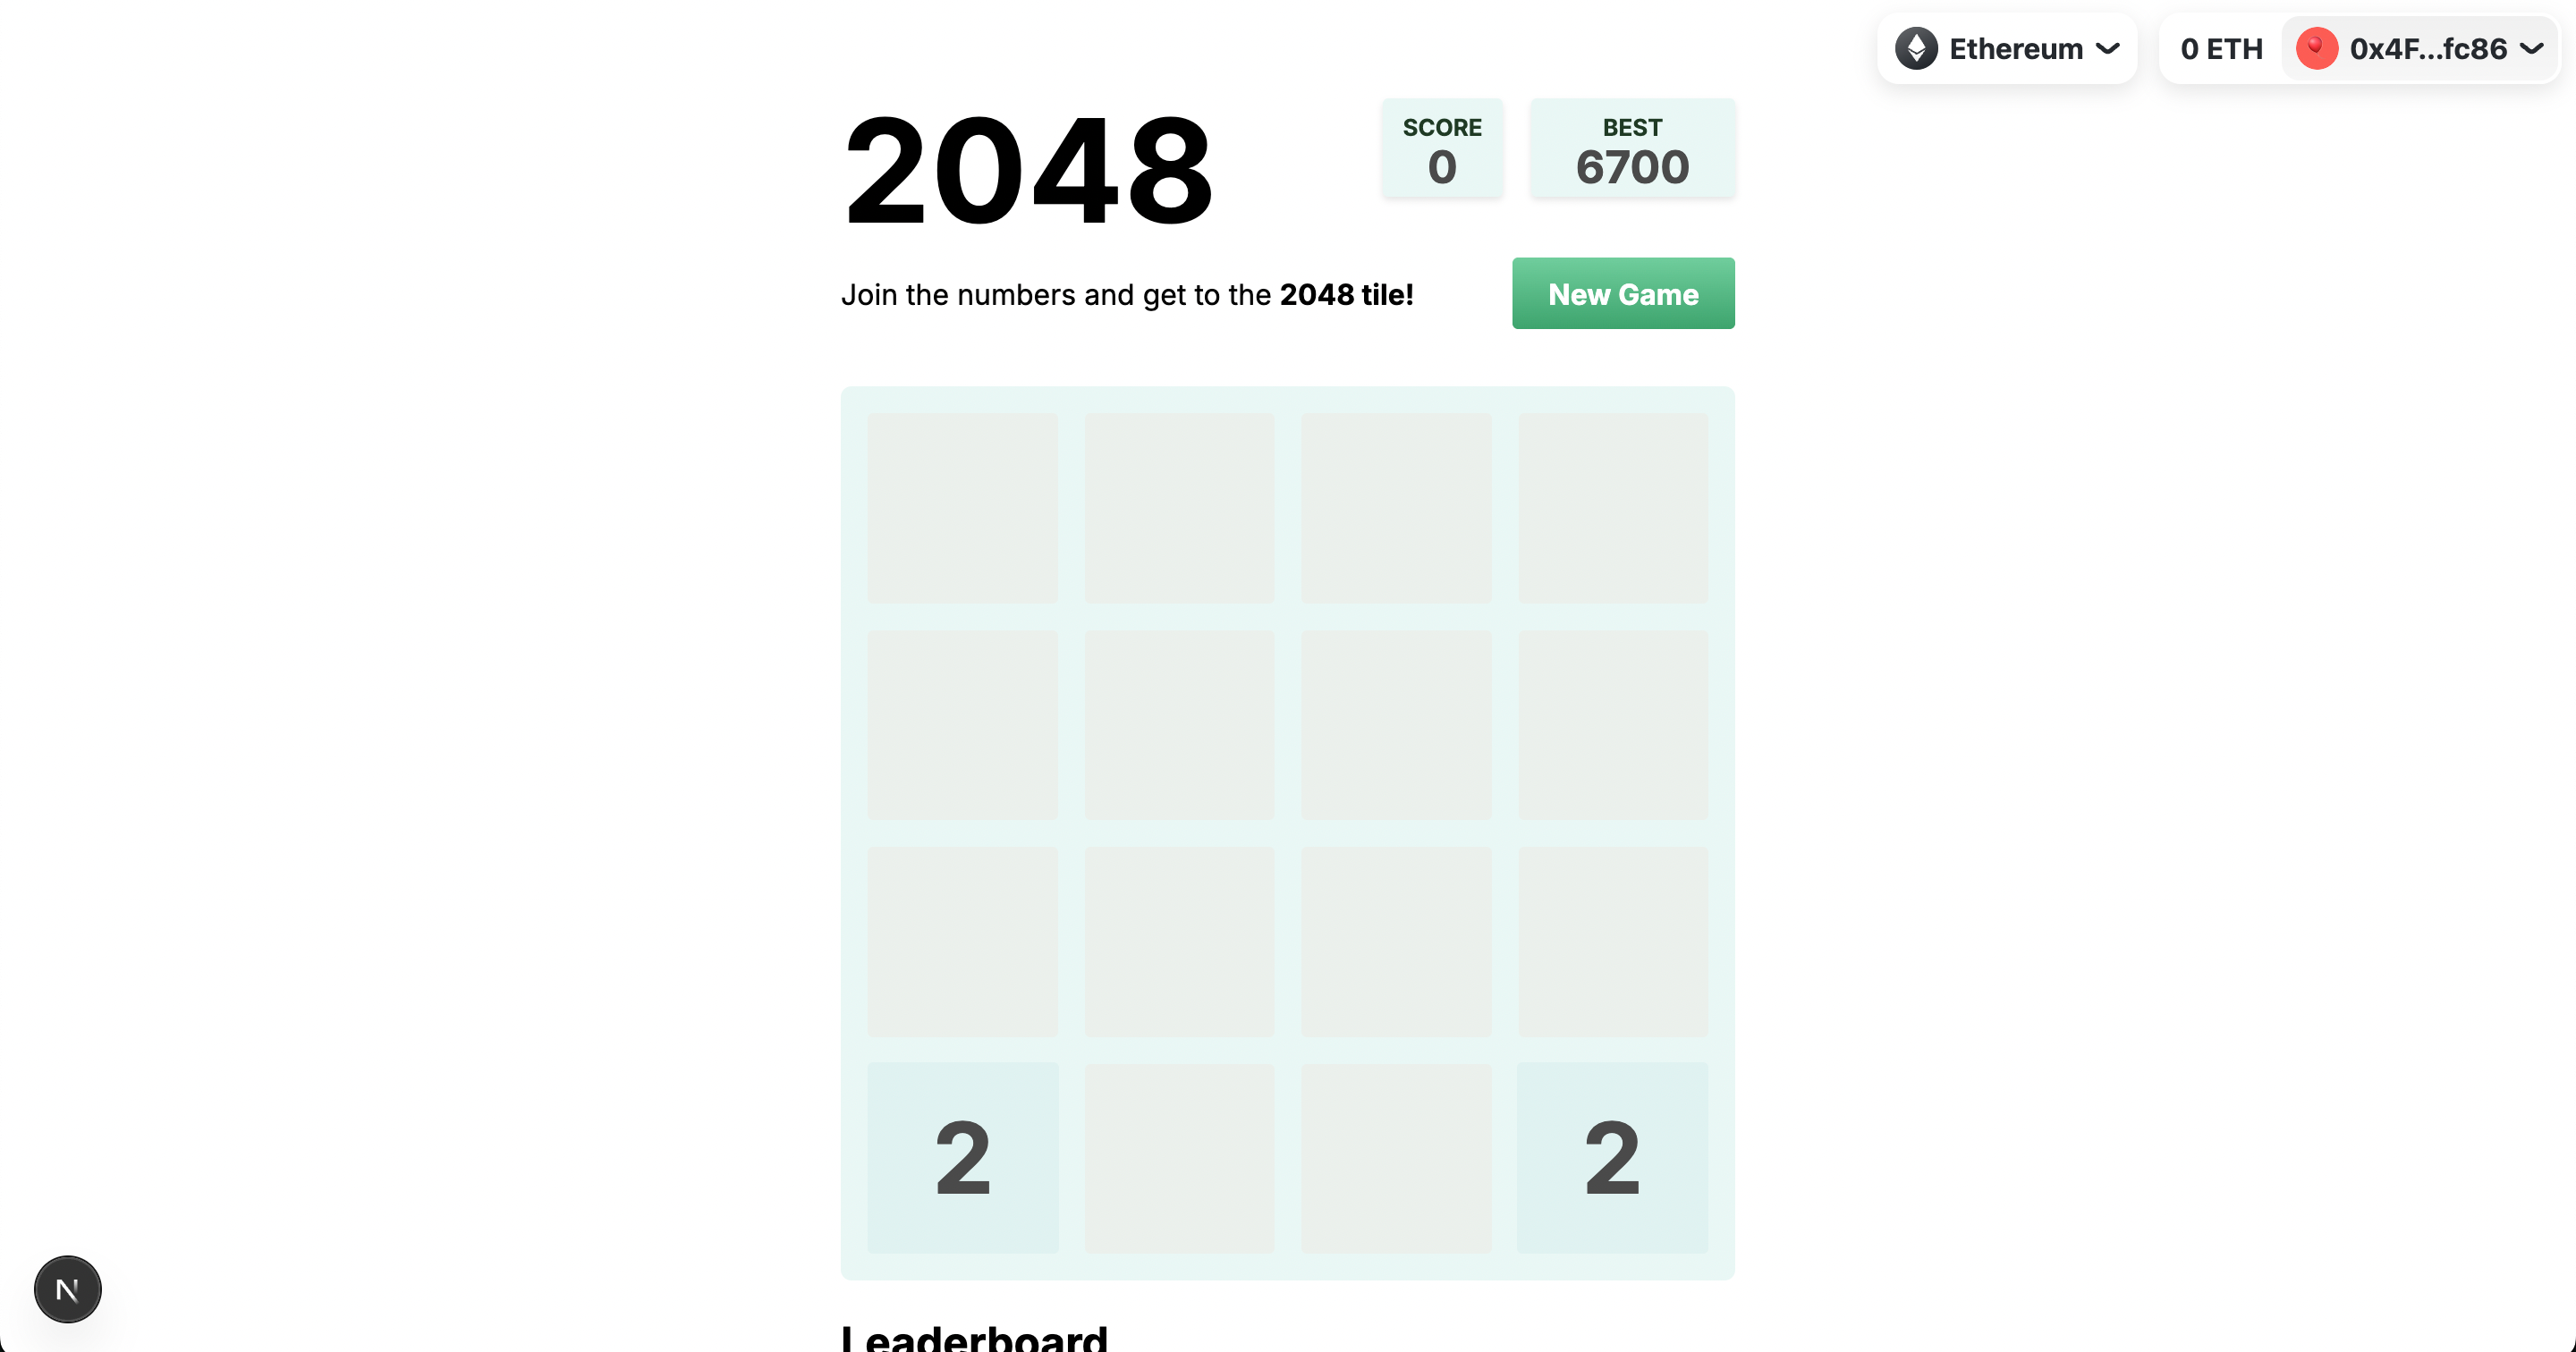 Ethereum
0 ETH
0x4F...fc86
2048
SCORE
0
BEST
6700
Join the numbers and get to the 2048 tile!
New Game
2
2
N
Leaderboard